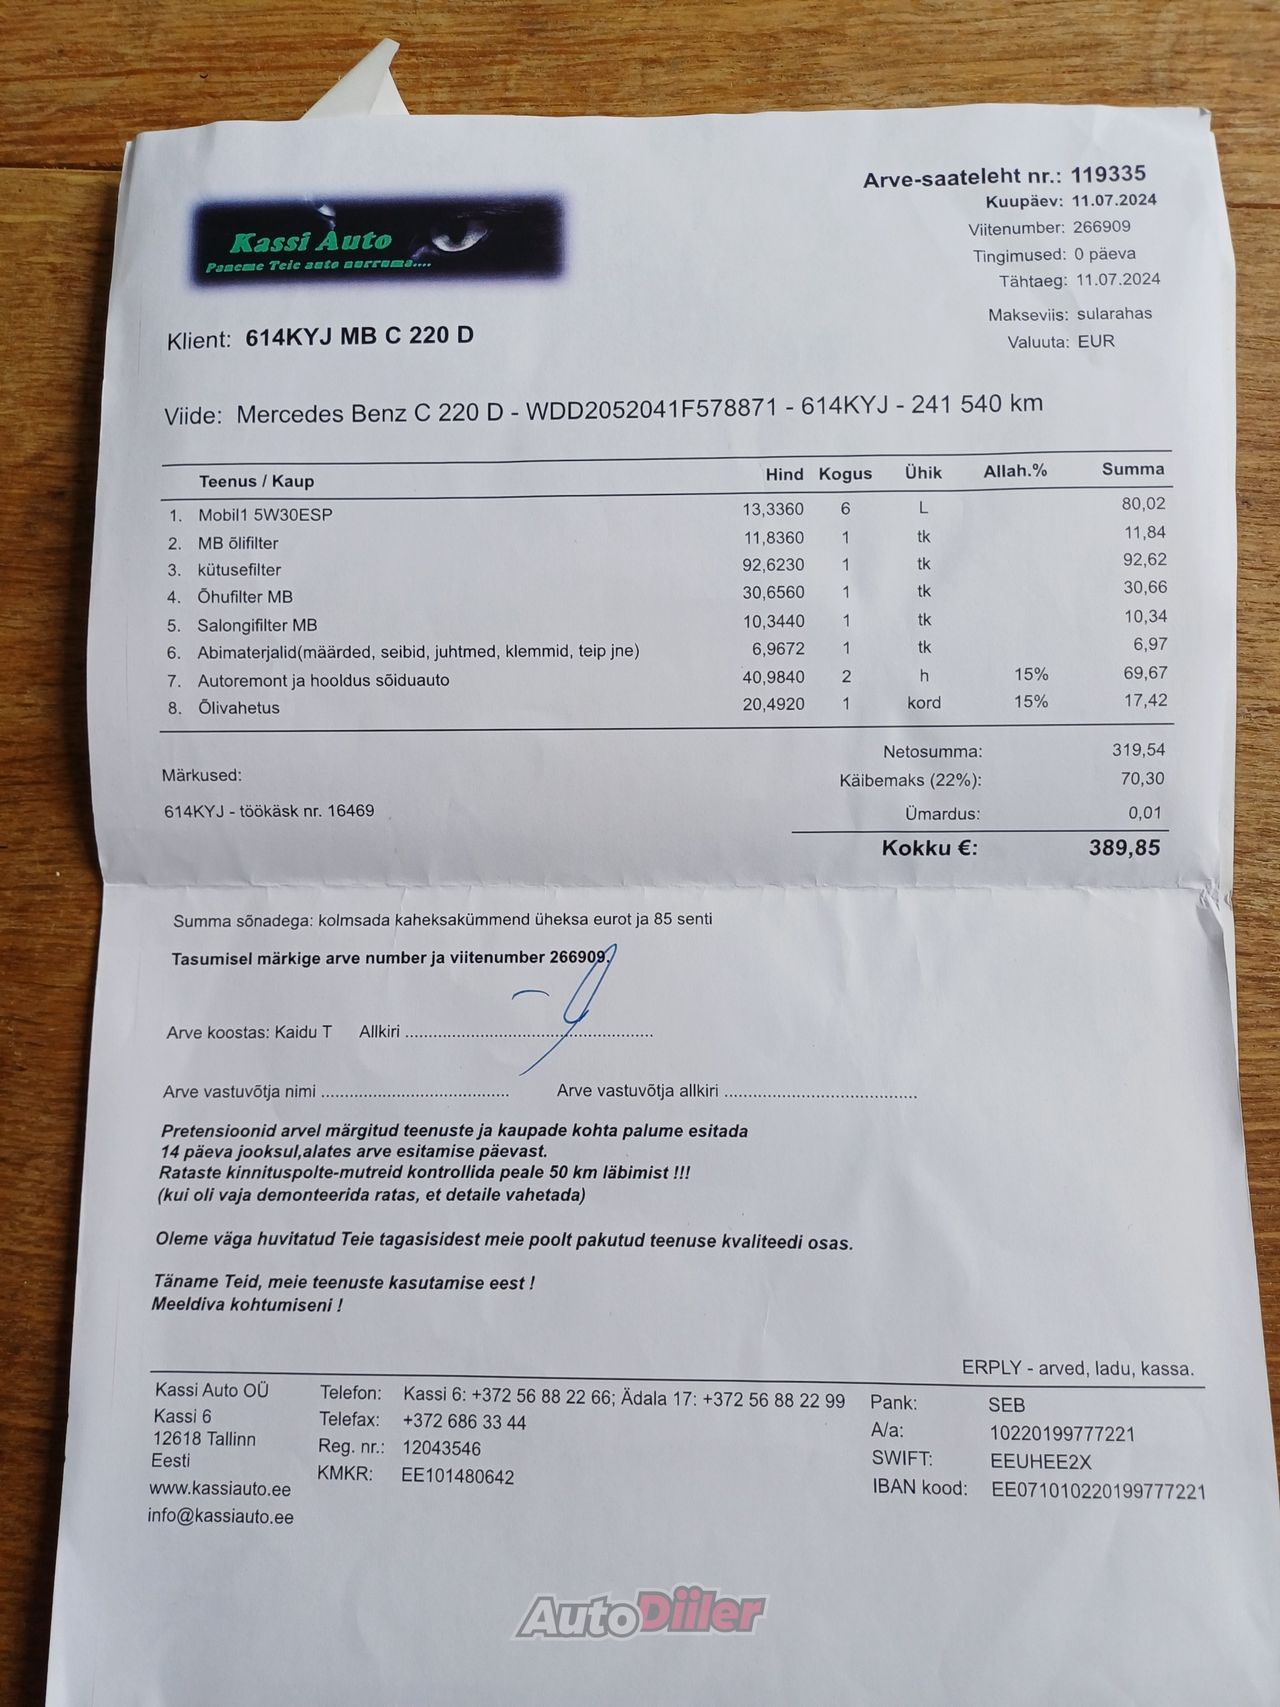 Kassi Auto
Paneme Teie auto nurruma....
Arve-saateleht nr.: 119335
Kuupäev: 11.07.2024
Viitenumber: 266909
Tingimused: 0 päeva
Tähtaeg: 11.07.2024
Makseviis: sularahas
Valuuta: EUR
Klient: 614KYJ MB C 220 D
Viide: Mercedes Benz C 220 D - WDD2052041F578871 - 614KYJ - 241 540 km
Teenus / Kaup Hind Kogus Ühik Allah.% Summa
1. Mobil1 5W30ESP 13,3360 6 L 80,02
2. MB õlifilter 11,8360 1 tk 11,84
3. kütusefilter 92,6230 1 tk 92,62
4. Õhufilter MB 30,6560 1 tk 30,66
5. Salongifilter MB 10,3440 1 tk 10,34
6. Abimaterjalid(määrded, seibid, juhtmed, klemmid, teip jne) 6,9672 1 tk 6,97
7. Autoremont ja hooldus sõiduauto 40,9840 2 h 15% 69,67
8. Õlivahetus 20,4920 1 kord 15% 17,42
Netosumma: 319,54
Märkused:
Käibemaks (22%): 70,30
614KYJ - töökäsk nr. 16469
Ümardus: 0,01
Kokku €: 389,85
Summa sõnadega: kolmsada kaheksakümmend üheksa eurot ja 85 senti
Tasumisel märkige arve number ja viitenumber 266909.
Arve koostas: Kaidu T Allkiri ....................................................
Arve vastuvõtja nimi ........................................ Arve vastuvõtja allkiri .........................................
Pretensioonid arvel märgitud teenuste ja kaupade kohta palume esitada
14 päeva jooksul,alates arve esitamise päevast.
Rataste kinnituspolte-mutreid kontrollida peale 50 km läbimist !!!
(kui oli vaja demonteerida ratas, et detaile vahetada)
Oleme väga huvitatud Teie tagasisidest meie poolt pakutud teenuse kvaliteedi osas.
Täname Teid, meie teenuste kasutamise eest !
Meeldiva kohtumiseni !
ERPLY - arved, ladu, kassa.
Kassi Auto OÜ
Kassi 6
12618 Tallinn
Eesti
www.kassiauto.ee
info@kassiauto.ee
Telefon: Kassi 6: +372 56 88 22 66; Ädala 17: +372 56 88 22 99
Telefax: +372 686 33 44
Reg. nr.: 12043546
KMKR: EE101480642
Pank: SEB
A/a: 10220199777221
SWIFT: EEUHEE2X
IBAN kood: EE071010220199777221
AutoDiiler